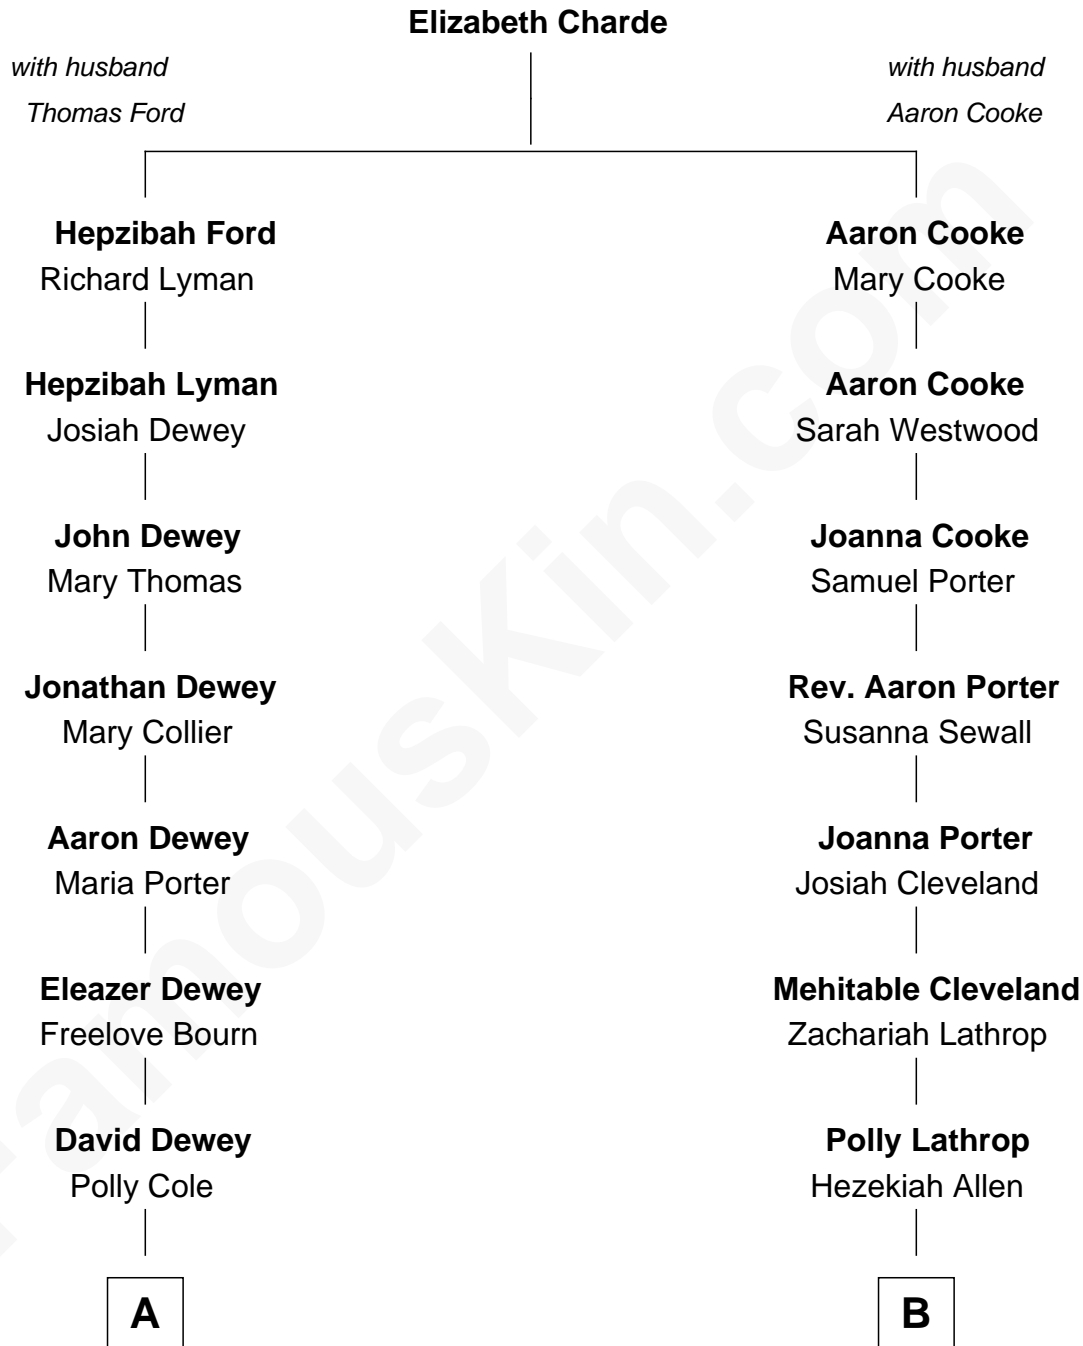 Elizabeth Charde
with husband
Thomas Ford
with husband
Aaron Cooke
Hepzibah Ford
Richard Lyman
Aaron Cooke
Mary Cooke
Hepzibah Lyman
Josiah Dewey
Aaron Cooke
Sarah Westwood
John Dewey
Mary Thomas
Joanna Cooke
Samuel Porter
Jonathan Dewey
Mary Collier
Rev. Aaron Porter
Susanna Sewall
Aaron Dewey
Maria Porter
Joanna Porter
Josiah Cleveland
Eleazer Dewey
Freelove Bourn
Mehitable Cleveland
Zachariah Lathrop
David Dewey
Polly Cole
Polly Lathrop
Hezekiah Allen
A
B
FamousKin.com